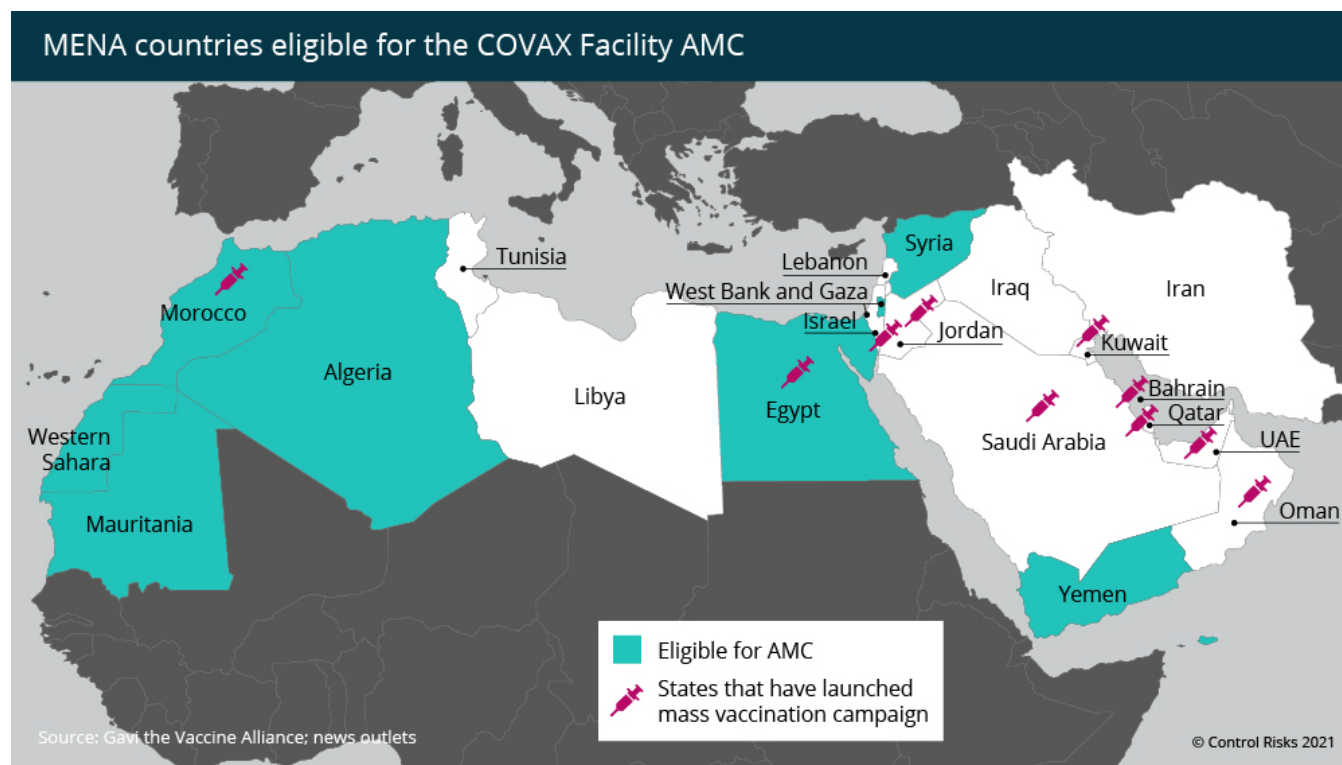 MENA countries eligible for the COVAX Facility AMC
Tunisia
Lebanon
Syria
West Bank and Gaza
Israel
Iraq
Iran
Jordan
Kuwait
Morocco
Algeria
Libya
Egypt
Bahrain
Qatar
Saudi Arabia
UAE
Western
Sahara
Mauritania
Oman
Yemen
Eligible for AMC
States that have launched
mass vaccination campaign
Source: Gavi the Vaccine Alliance; news outlets
© Control Risks 2021